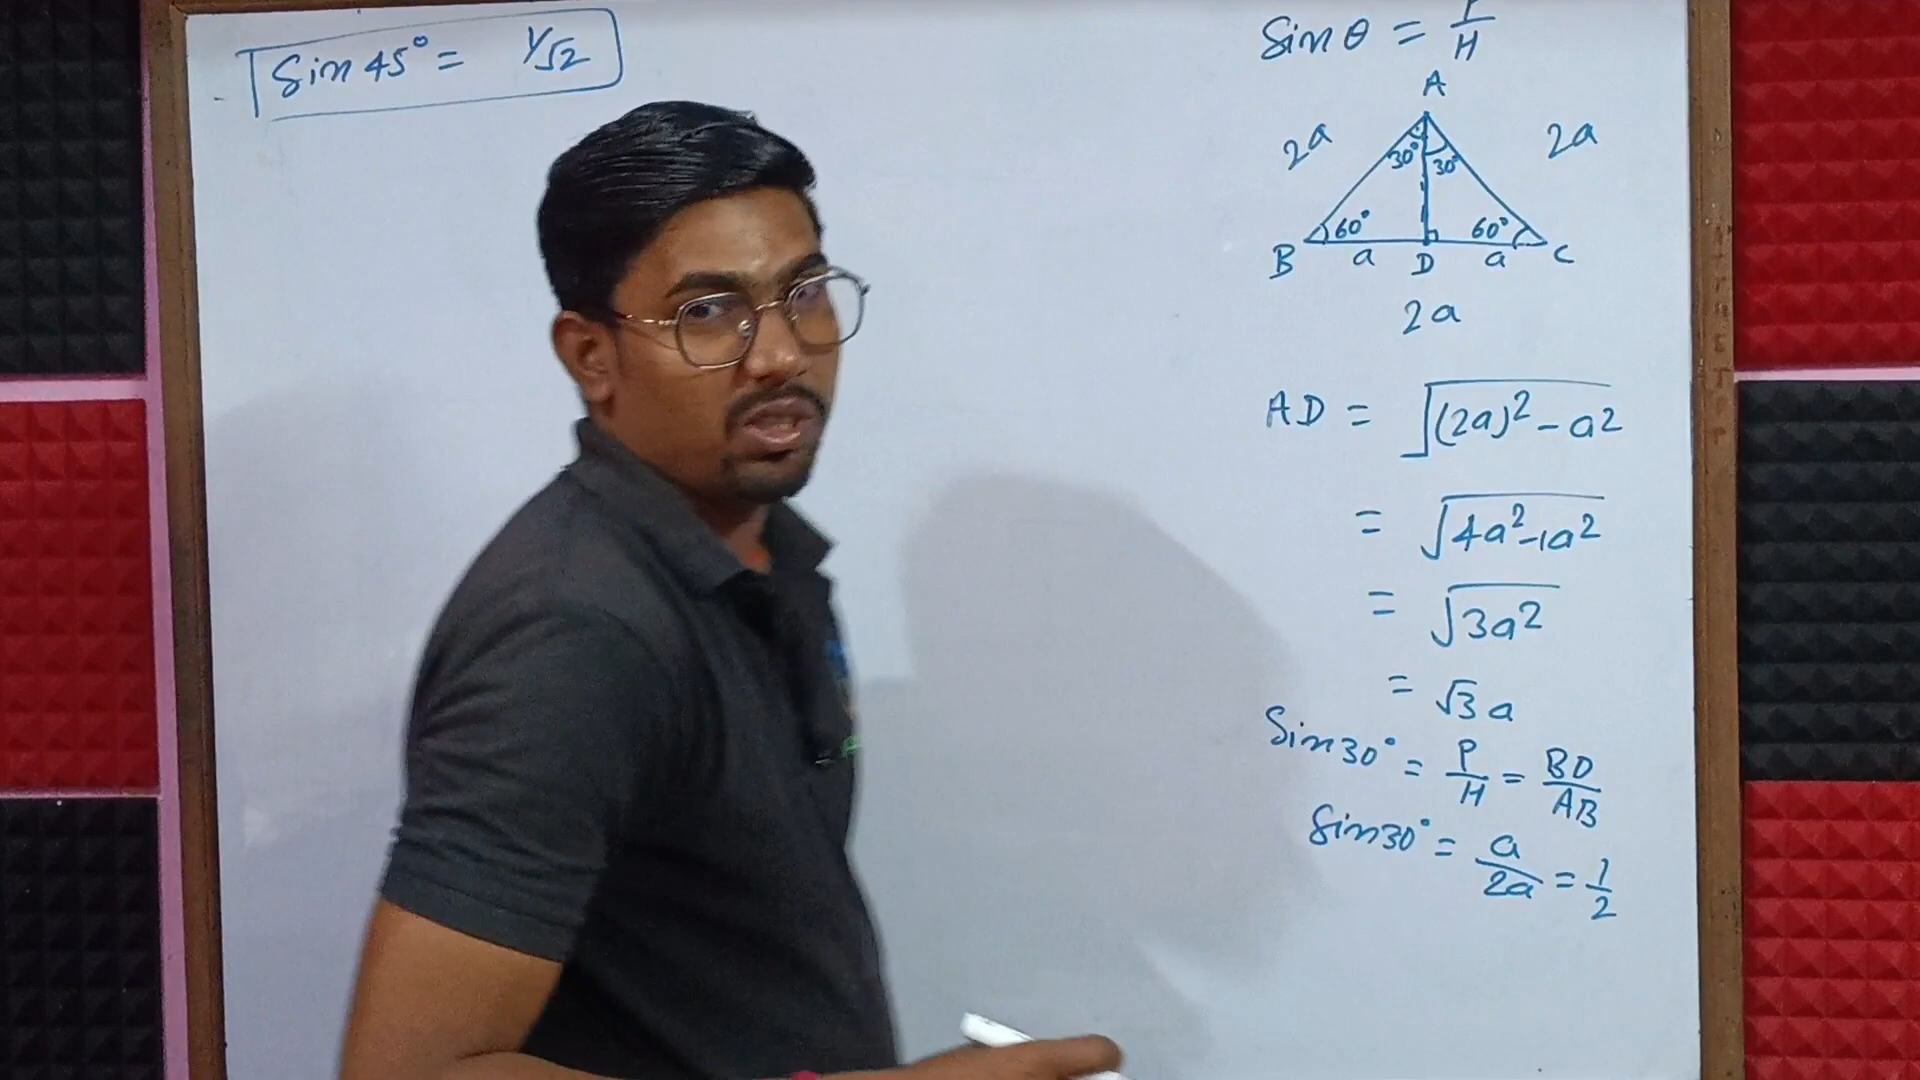 Sin 45° = 1/√2
Sin θ = P/H
A
2a 2a
30° 30°
60° 60°
B a D a C
2a
AD = √(2a)² - a²
= √4a² - 1a²
= √3a²
= √3 a
Sin 30° = P/H = BD/AB
Sin 30° = a/2a = 1/2